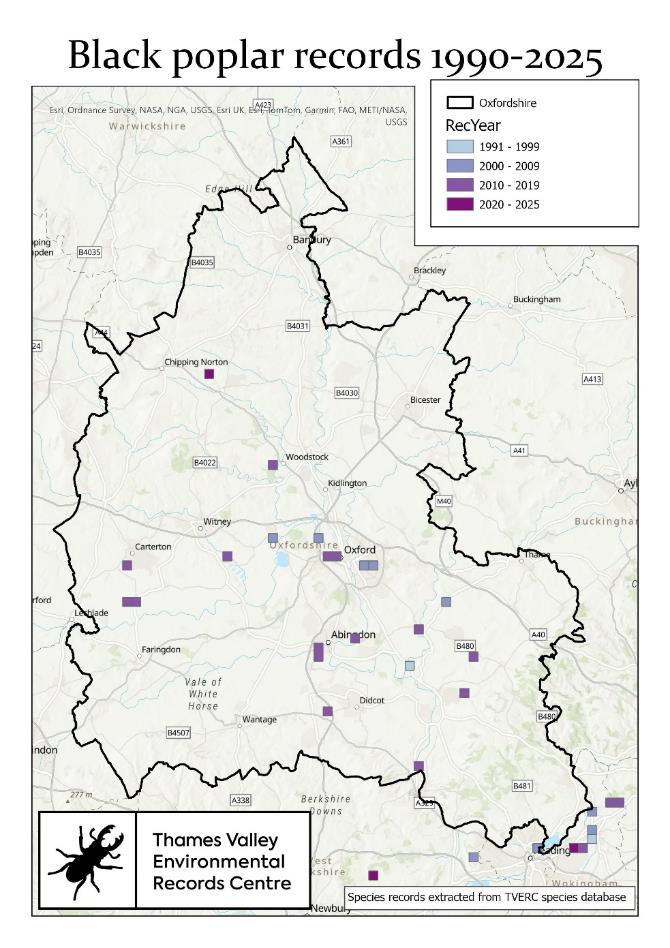 Black poplar records 1990-2025
Esri, Ordnance Survey, NASA, NGA, USGS, Esri UK, Esri, TomTom, Garmin, FAO, METI/NASA,
USGS
A423
Warwickshire
A361
Oxfordshire
RecYear
1991 - 1999
2000 - 2009
2010 - 2019
2020 - 2025
Edge Hill
Banbury
B4035
B4035
Brackley
Buckingham
B4031
A44
24
Chipping Norton
A413
B4030
Bicester
A41
Woodstock
B4022
Kidlington
M40
Witney
Buckingham
Carterton
Oxfordshire
Oxford
Thame
Lechlade
Abingdon
A40
B480
Faringdon
Vale of
White
Horse
Didcot
B480
Wantage
B4507
277 m
A338
Berkshire
Downs
A329
B481
Reading
Wokingham
Newbury
Thames Valley
Environmental
Records Centre
Species records extracted from TVERC species database